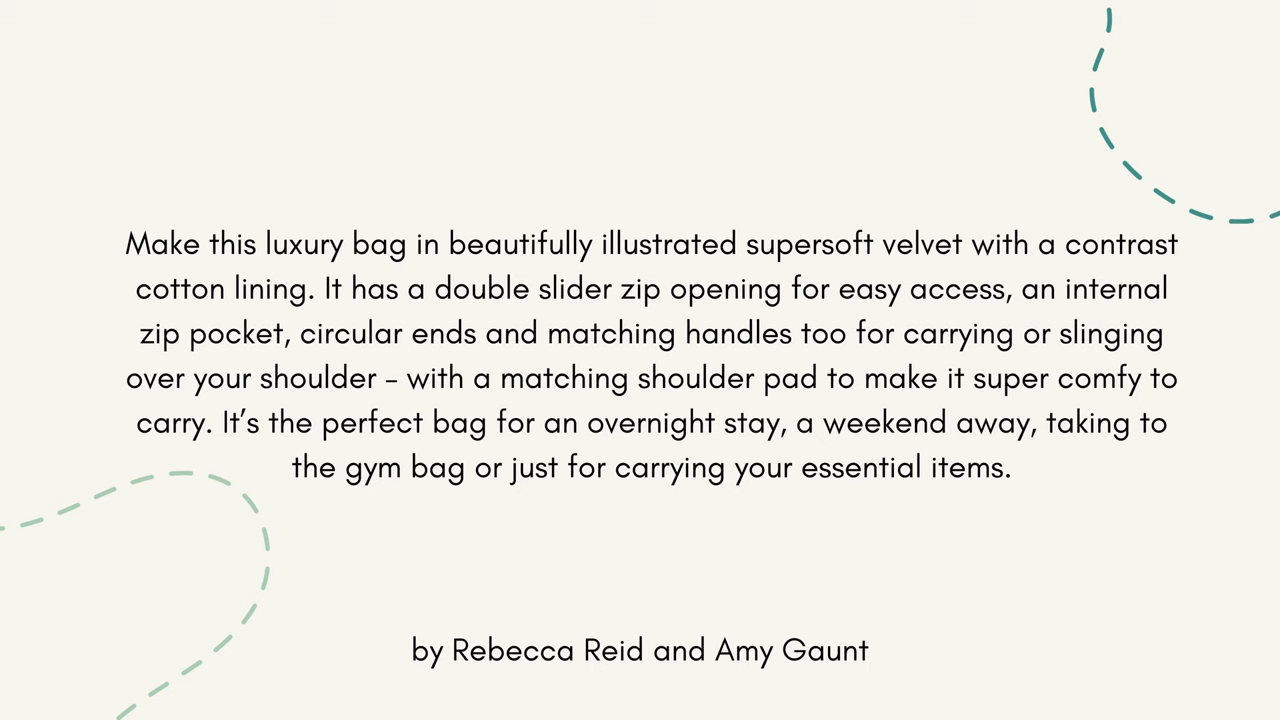 Make this luxury bag in beautifully illustrated supersoft velvet with a contrast
cotton lining. It has a double slider zip opening for easy access, an internal
zip pocket, circular ends and matching handles too for carrying or slinging
over your shoulder – with a matching shoulder pad to make it super comfy to
carry. It’s the perfect bag for an overnight stay, a weekend away, taking to
the gym bag or just for carrying your essential items.
by Rebecca Reid and Amy Gaunt